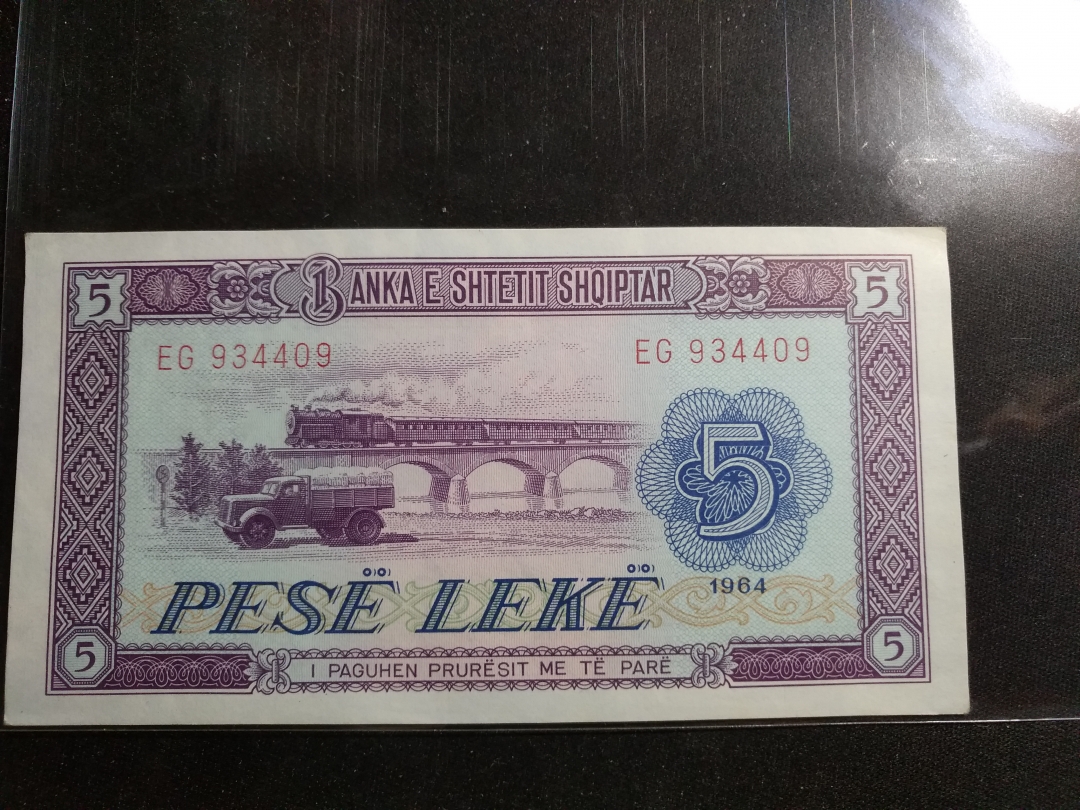 5 BANKA E SHTETIT SHQIPTAR 5
EG 934409 EG 934409
5
1964
PESË LEKË
5 I PAGUHEN PRURËSIT ME TË PARË 5